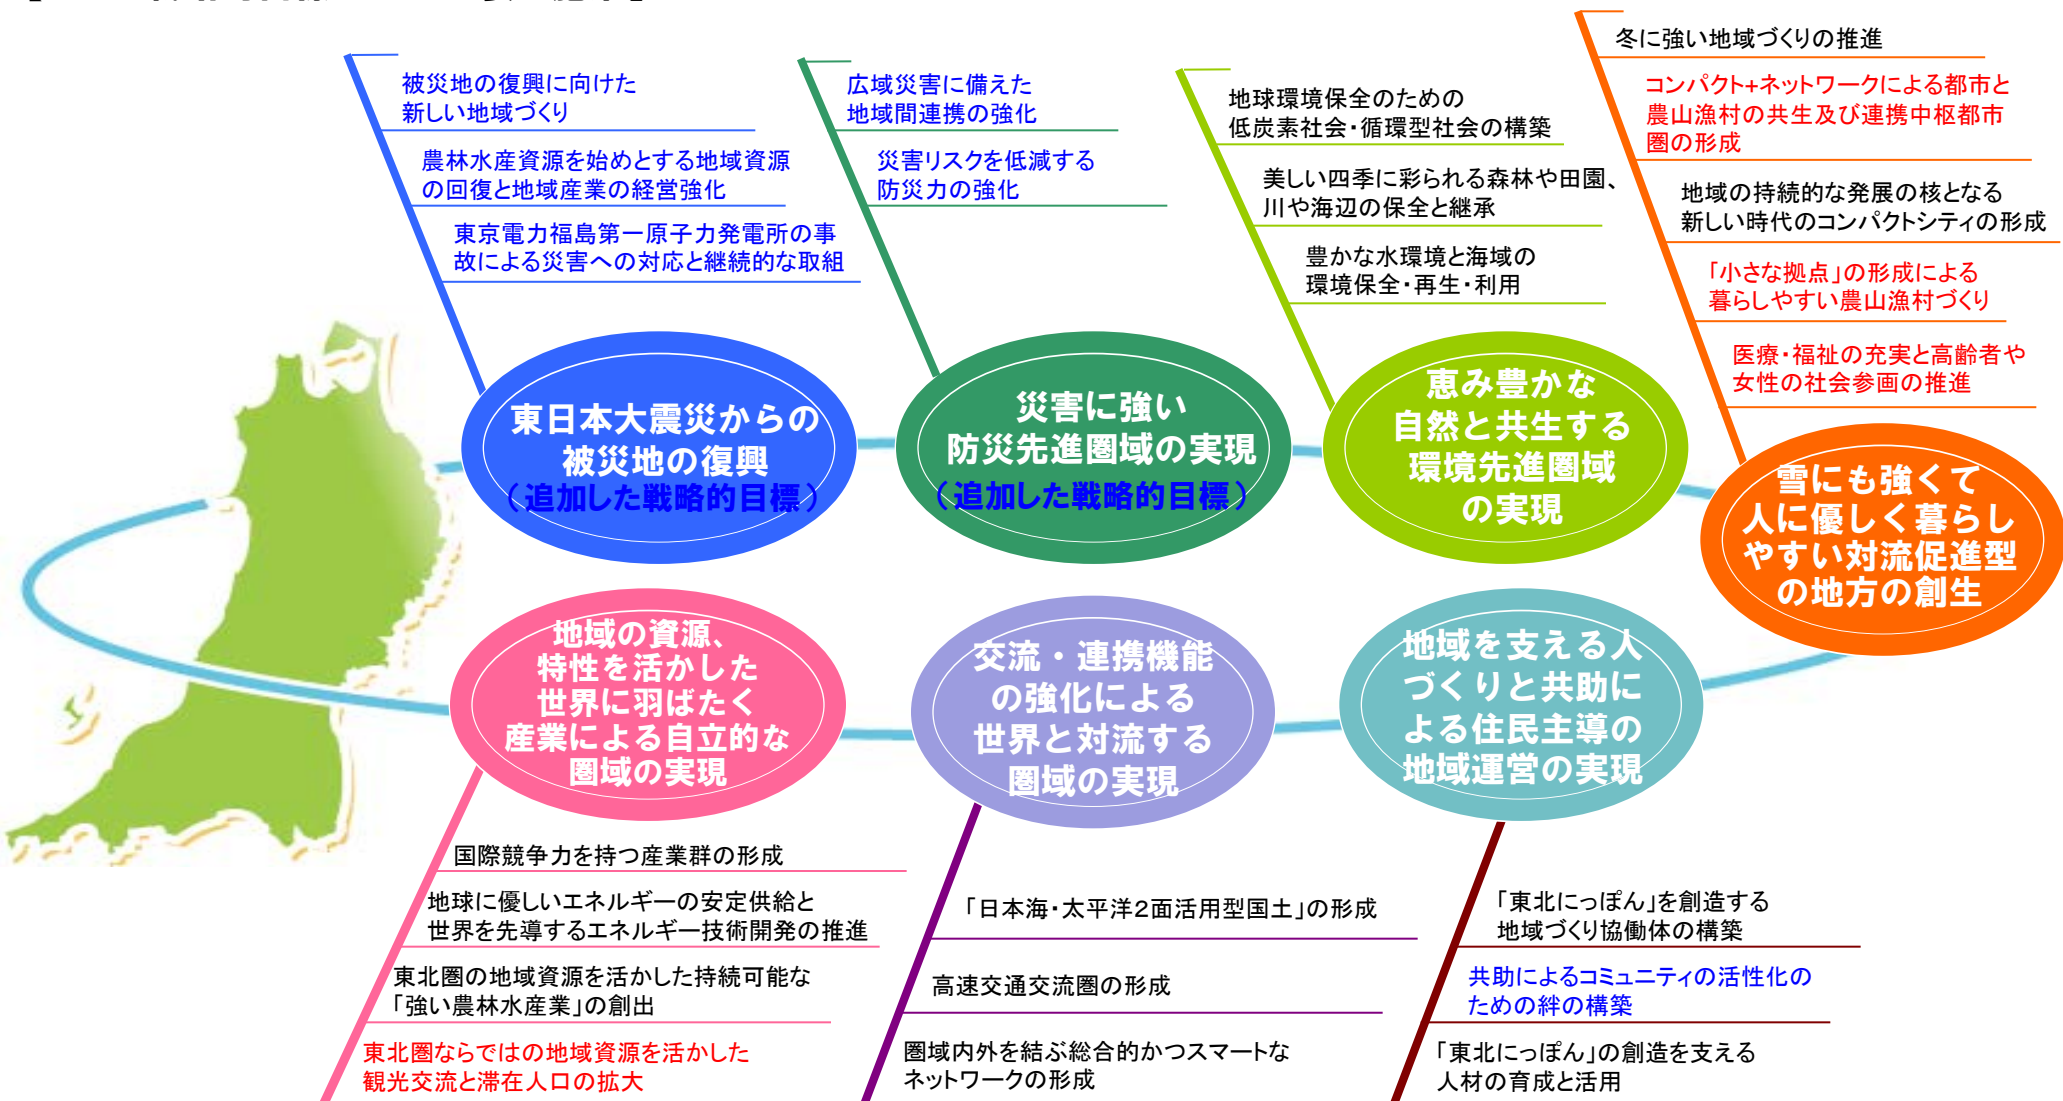 被災地の復興に向けた
新しい地域づくり
農林水産資源を始めとする地域資源
の回復と地域産業の経営強化
東京電力福島第一原子力発電所の事
故による災害への対応と継続的な取組
東日本大震災からの
被災地の復興
（追加した戦略的目標）
広域災害に備えた
地域間連携の強化
災害リスクを低減する
防災力の強化
災害に強い
防災先進圏域の実現
（追加した戦略的目標）
地球環境保全のための
低炭素社会・循環型社会の構築
美しい四季に彩られる森林や田園、
川や海辺の保全と継承
豊かな水環境と海域の
環境保全・再生・利用
恵み豊かな
自然と共生する
環境先進圏域
の実現
冬に強い地域づくりの推進
コンパクト+ネットワークによる都市と
農山漁村の共生及び連携中枢都市
圏の形成
地域の持続的な発展の核となる
新しい時代のコンパクトシティの形成
「小さな拠点」の形成による
暮らしやすい農山漁村づくり
医療・福祉の充実と高齢者や
女性の社会参画の推進
雪にも強くて
人に優しく暮らし
やすい対流促進型
の地方の創生
地域の資源、
特性を活かした
世界に羽ばたく
産業による自立的な
圏域の実現
国際競争力を持つ産業群の形成
地球に優しいエネルギーの安定供給と
世界を先導するエネルギー技術開発の推進
東北圏の地域資源を活かした持続可能な
「強い農林水産業」の創出
東北圏ならではの地域資源を活かした
観光交流と滞在人口の拡大
交流・連携機能
の強化による
世界と対流する
圏域の実現
「日本海・太平洋２面活用型国土」の形成
高速交通交流圏の形成
圏域内外を結ぶ総合的かつスマートな
ネットワークの形成
地域を支える人
づくりと共助に
よる住民主導の
地域運営の実現
「東北にっぽん」を創造する
地域づくり協働体の構築
共助によるコミュニティの活性化の
ための絆の構築
「東北にっぽん」の創造を支える
人材の育成と活用